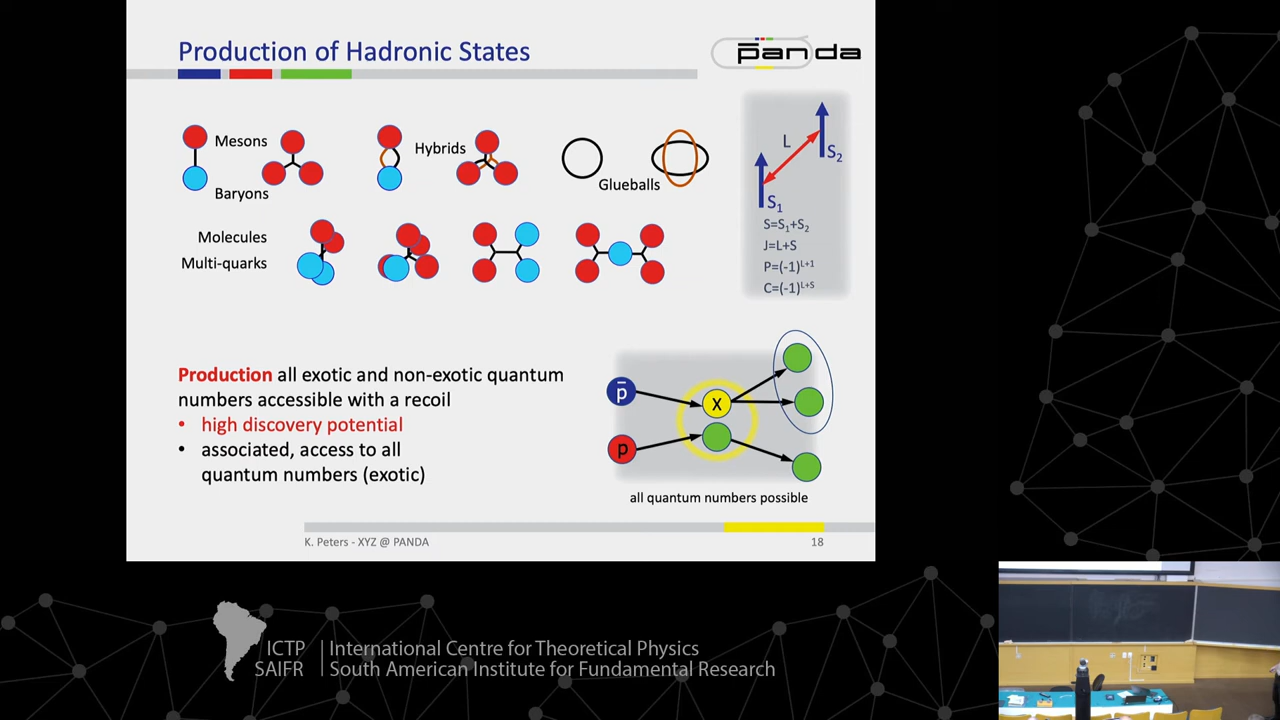 Production of Hadronic States
p̄anda
Mesons
Baryons
Hybrids
Glueballs
Molecules
Multi-quarks
L
S₂
S₁
S=S₁+S₂
J=L+S
P=(-1)ᴸ⁺¹
C=(-1)ᴸ⁺ˢ
Production all exotic and non-exotic quantum
numbers accessible with a recoil
• high discovery potential
• associated, access to all
quantum numbers (exotic)
p̄
X
p
all quantum numbers possible
K. Peters - XYZ @ PANDA
18
ICTP
SAIFR
International Centre for Theoretical Physics
South American Institute for Fundamental Research